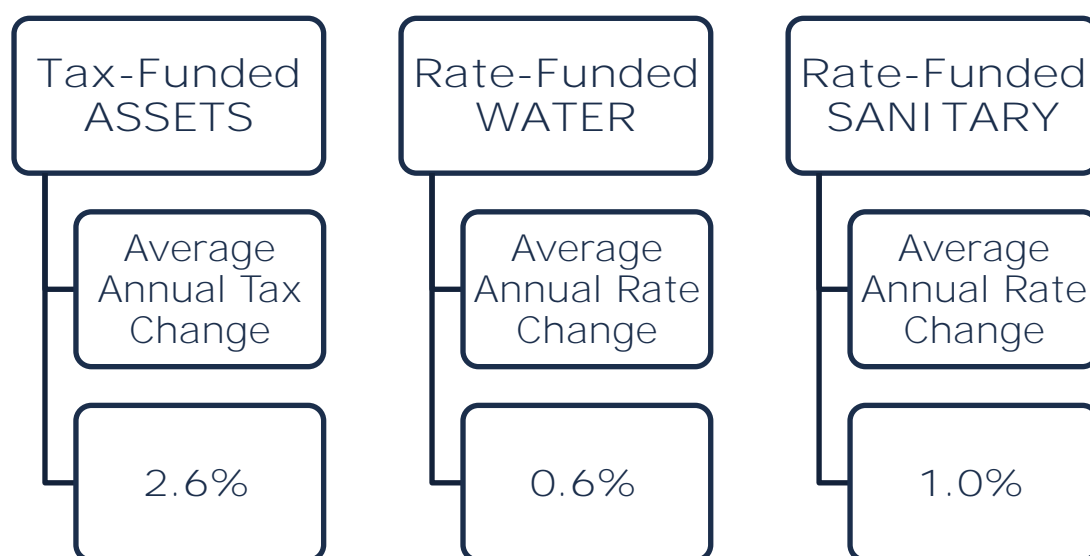 Tax-Funded
ASSETS
Average
Annual Tax
Change
2.6%
Rate-Funded
WATER
Average
Annual Rate
Change
0.6%
Rate-Funded
SANITARY
Average
Annual Rate
Change
1.0%